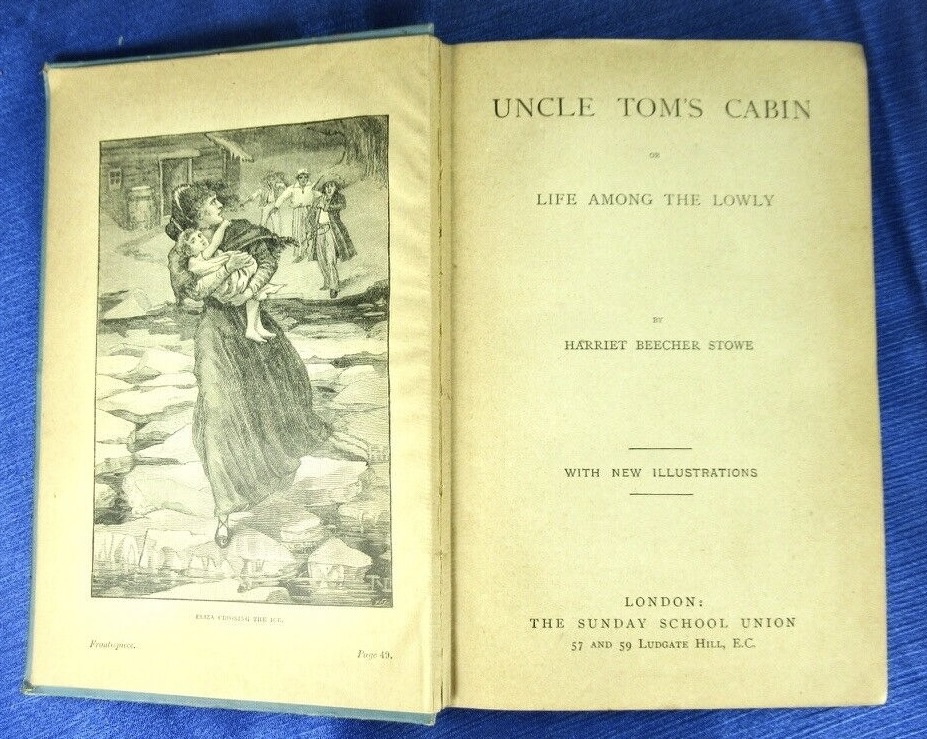 ELIZA CROSSING THE ICE.
Frontispiece.
Page 49.
UNCLE TOM'S CABIN
OR
LIFE AMONG THE LOWLY
BY
HARRIET BEECHER STOWE
WITH NEW ILLUSTRATIONS
LONDON:
THE SUNDAY SCHOOL UNION
57 AND 59 LUDGATE HILL, E.C.